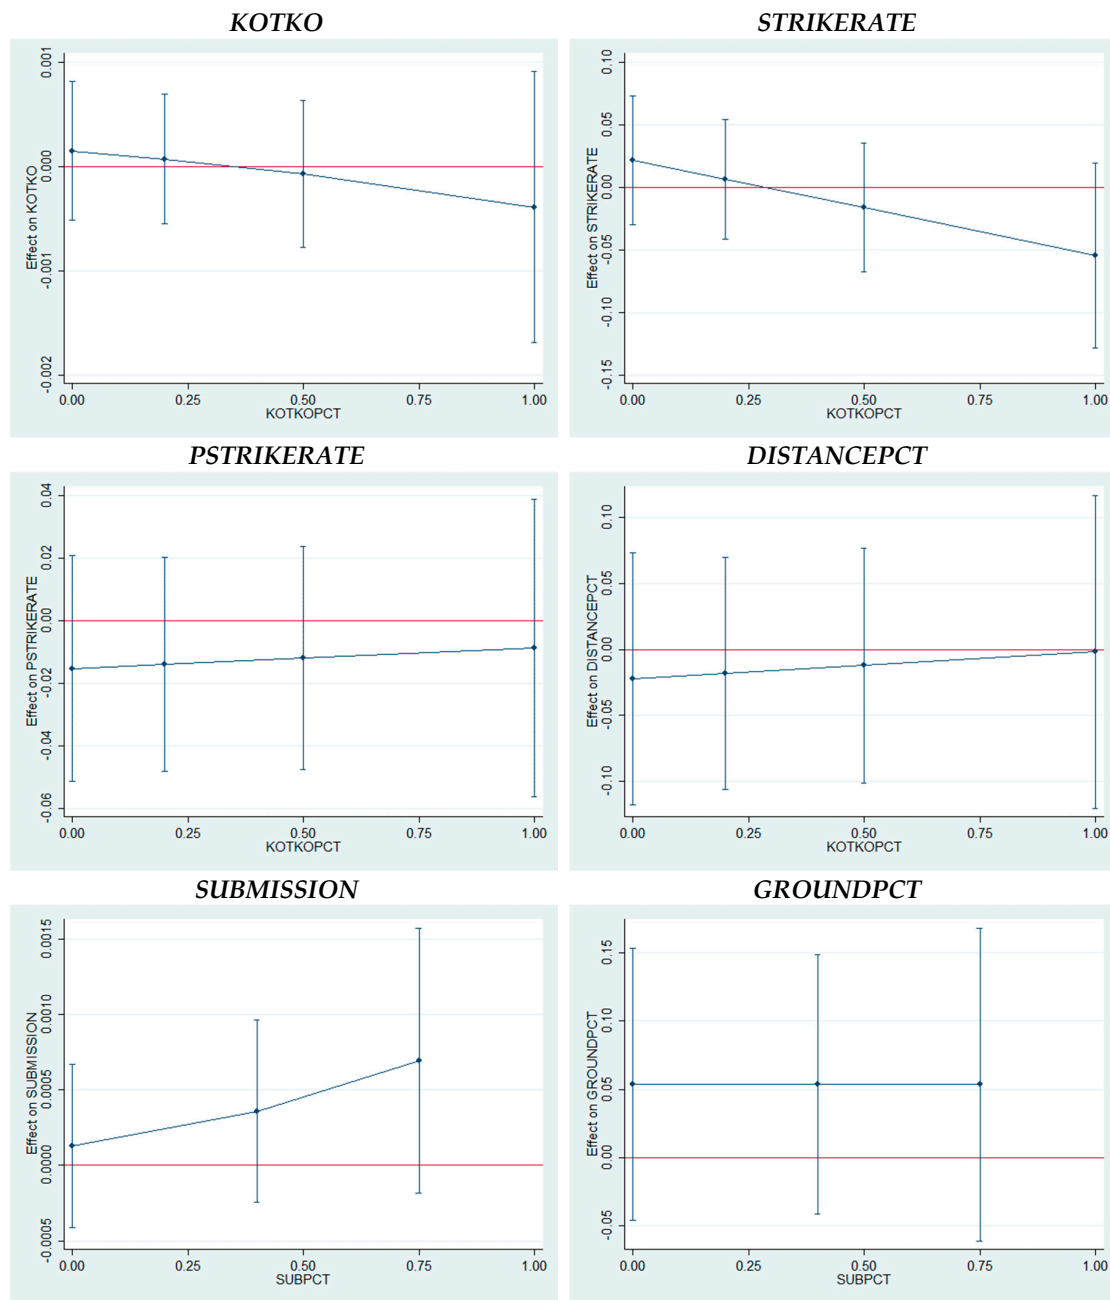 KOTKO
Effect on KOTKO
0.001
0.000
-0.001
-0.002
0.00 0.25 0.50 0.75 1.00
KOTKOPCT
STRIKERATE
Effect on STRIKERATE
0.10
0.05
0.00
-0.05
-0.10
-0.15
0.00 0.25 0.50 0.75 1.00
KOTKOPCT
PSTRIKERATE
Effect on PSTRIKERATE
0.04
0.02
0.00
-0.02
-0.04
-0.06
0.00 0.25 0.50 0.75 1.00
KOTKOPCT
DISTANCEPCT
Effect on DISTANCEPCT
0.10
0.05
0.00
-0.05
-0.10
0.00 0.25 0.50 0.75 1.00
KOTKOPCT
SUBMISSION
Effect on SUBMISSION
0.0015
0.0010
0.0005
0.0000
-0.0005
0.00 0.25 0.50 0.75 1.00
SUBPCT
GROUNDPCT
Effect on GROUNDPCT
0.15
0.10
0.05
0.00
-0.05
0.00 0.25 0.50 0.75 1.00
SUBPCT